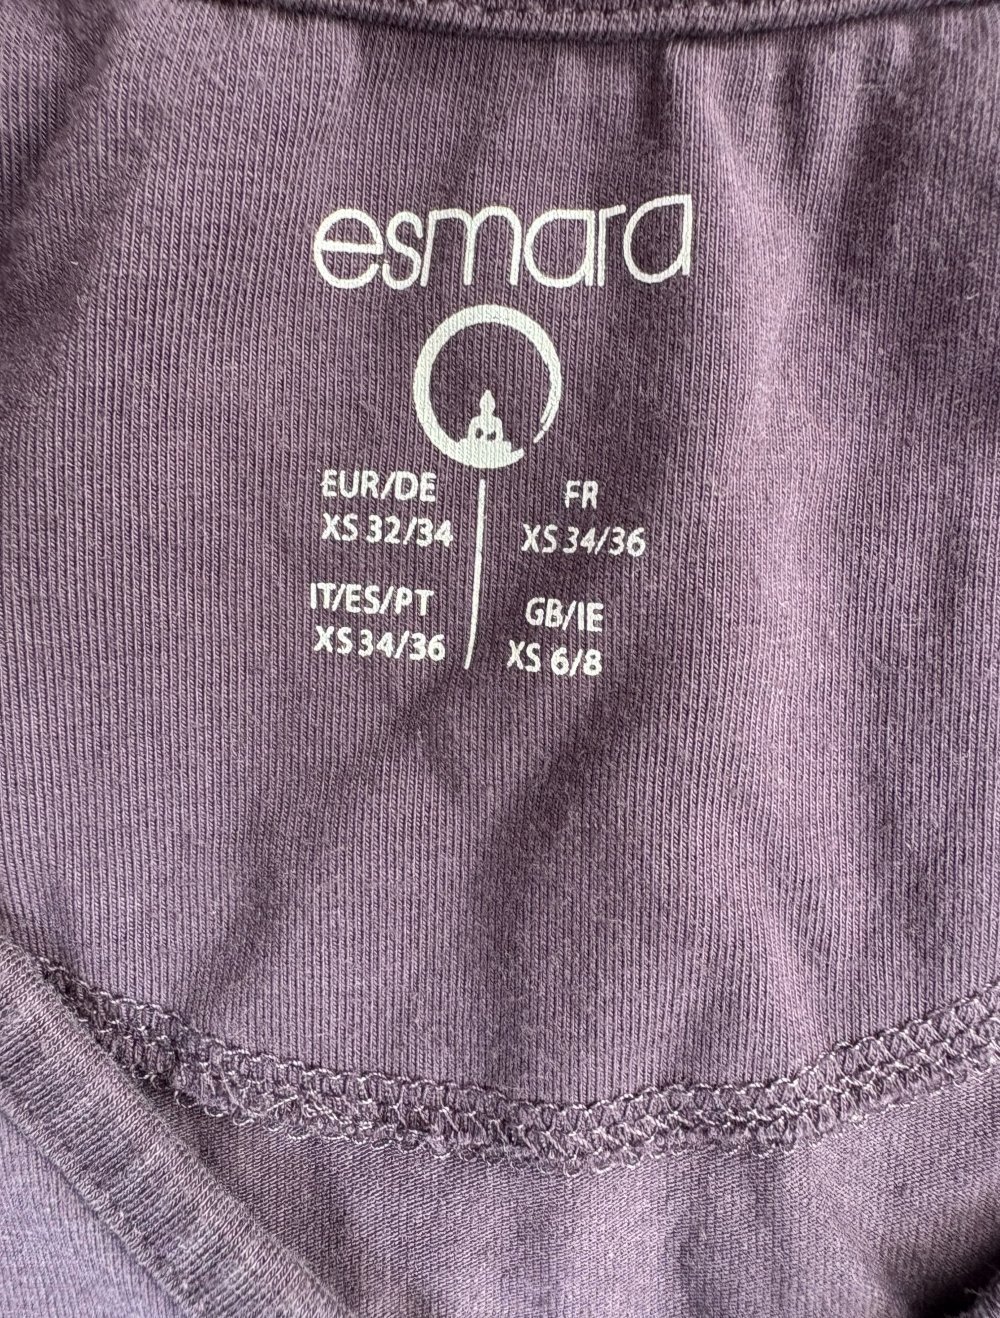 esmara
EUR/DE
XS 32/34
FR
XS 34/36
IT/ES/PT
XS 34/36
GB/IE
XS 6/8